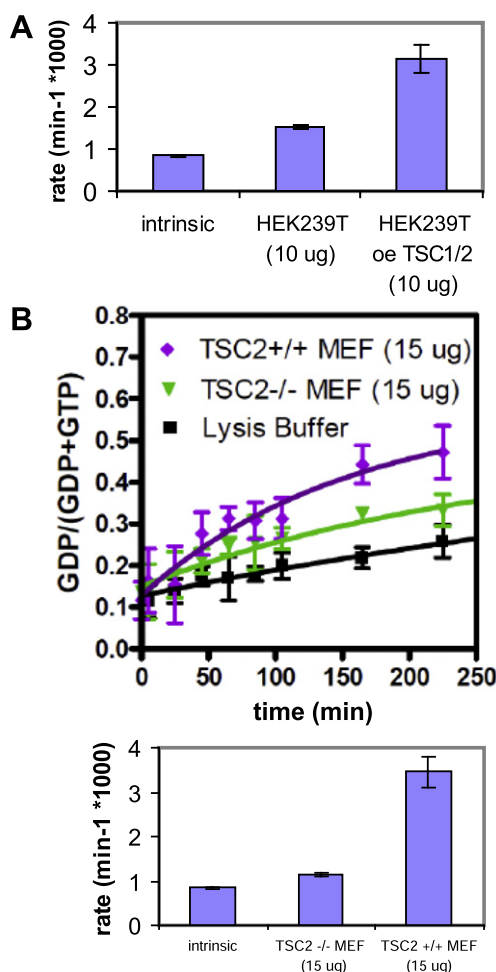 A
rate (min-1 *1000)
4
3
2
1
0
intrinsic
HEK239T
(10 ug)
HEK239T
oe TSC1/2
(10 ug)
B
GDP/(GDP+GTP)
0.8
0.7
0.6
0.5
0.4
0.3
0.2
0.1
0.0
TSC2+/+ MEF (15 ug)
TSC2-/- MEF (15 ug)
Lysis Buffer
0 50 100 150 200 250
time (min)
rate (min-1 *1000)
4
3
2
1
0
intrinsic
TSC2 -/- MEF
(15 ug)
TSC2 +/+ MEF
(15 ug)